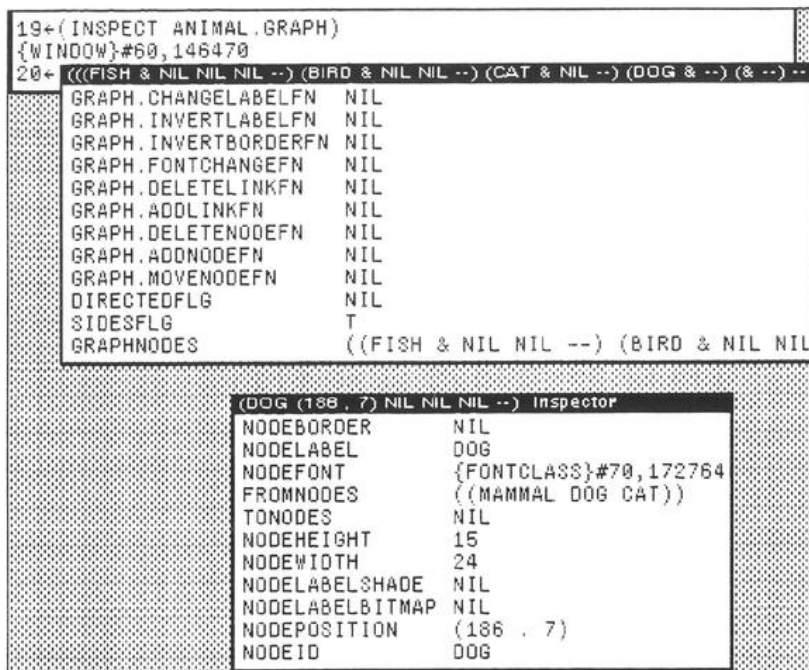 19←(INSPECT ANIMAL.GRAPH)
{WINDOW}#60,146470
20← (((FISH & NIL NIL NIL --) (BIRD & NIL NIL --) (CAT & NIL --) (DOG & --) (& --) --
GRAPH.CHANGELABELFN NIL
GRAPH.INVERTLABELFN NIL
GRAPH.INVERTBORDERFN NIL
GRAPH.FONTCHANGEFN NIL
GRAPH.DELETELINKFN NIL
GRAPH.ADDLINKFN NIL
GRAPH.DELETENODEFN NIL
GRAPH.ADDNODEFN NIL
GRAPH.MOVENODEFN NIL
DIRECTEDFLG NIL
SIDESFLG T
GRAPHNODES ((FISH & NIL NIL --) (BIRD & NIL NIL
(DOG (186 . 7) NIL NIL NIL --) Inspector
NODEBORDER NIL
NODELABEL DOG
NODEFONT {FONTCLASS}#70,172764
FROMNODES ((MAMMAL DOG CAT))
TONODES NIL
NODEHEIGHT 15
NODEWIDTH 24
NODELABELSHADE NIL
NODELABELBITMAP NIL
NODEPOSITION (186 . 7)
NODEID DOG